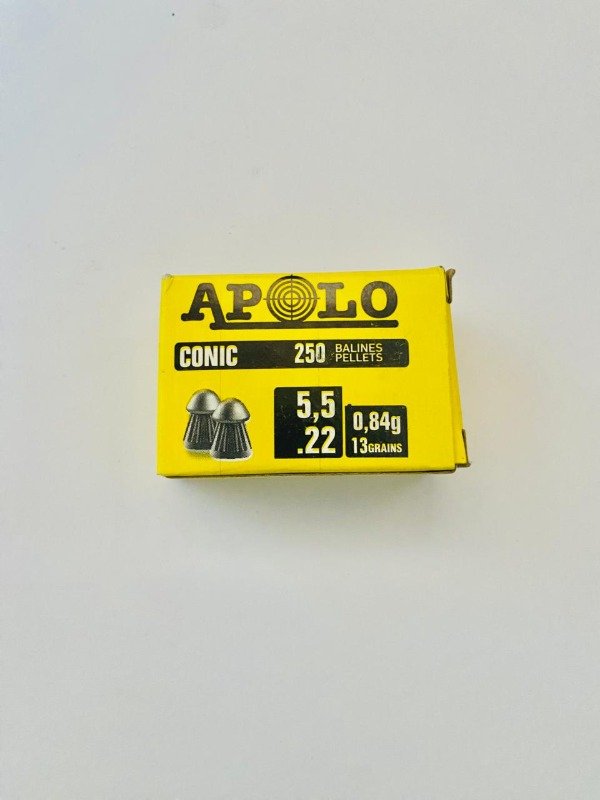 APOLO
CONIC 250 BALINES
PELLETS
5,5
.22
0,84g
13GRAINS